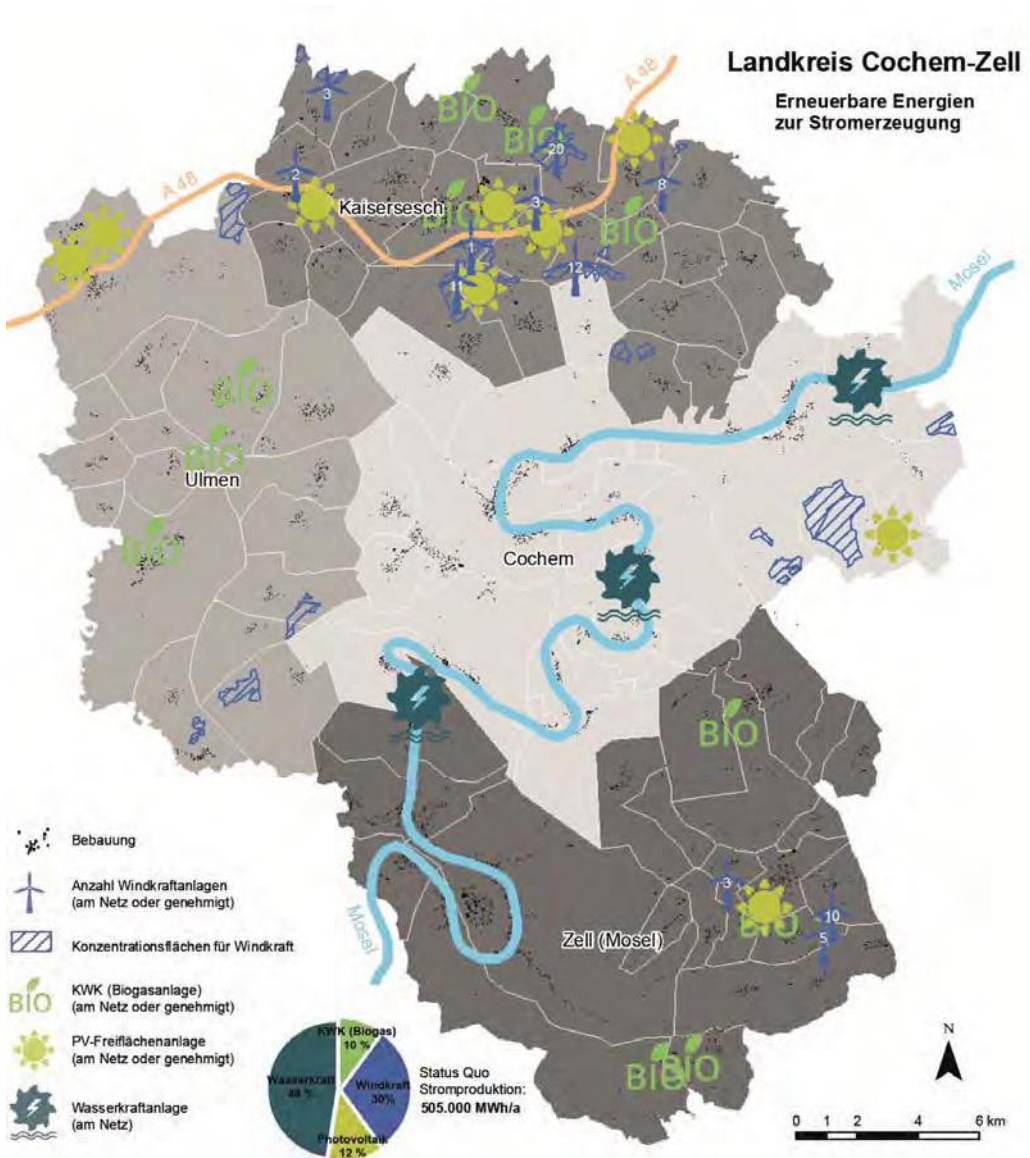 Landkreis Cochem-Zell
Erneuerbare Energien
zur Stromerzeugung
A 48
BIO
BIO
3
20
A 48
2
8
Kaisersesch
BIO
3
BIO
1
12
Mosel
BIO
BIO
Ulmen
BIO
Cochem
BIO
3
BIO
10
5
Zell (Mosel)
Mosel
BIO
BIO
Bebauung
Anzahl Windkraftanlagen
(am Netz oder genehmigt)
Konzentrationsflächen für Windkraft
BIO
KWK (Biogasanlage)
(am Netz oder genehmigt)
PV-Freiflächenanlage
(am Netz oder genehmigt)
Wasserkraftanlage
(am Netz)
KWK (Biogas)
10 %
Wasserkraft
48 %
Windkraft
30%
Photovoltaik
12 %
Status Quo
Stromproduktion:
505.000 MWh/a
N
0 1 2 4 6 km